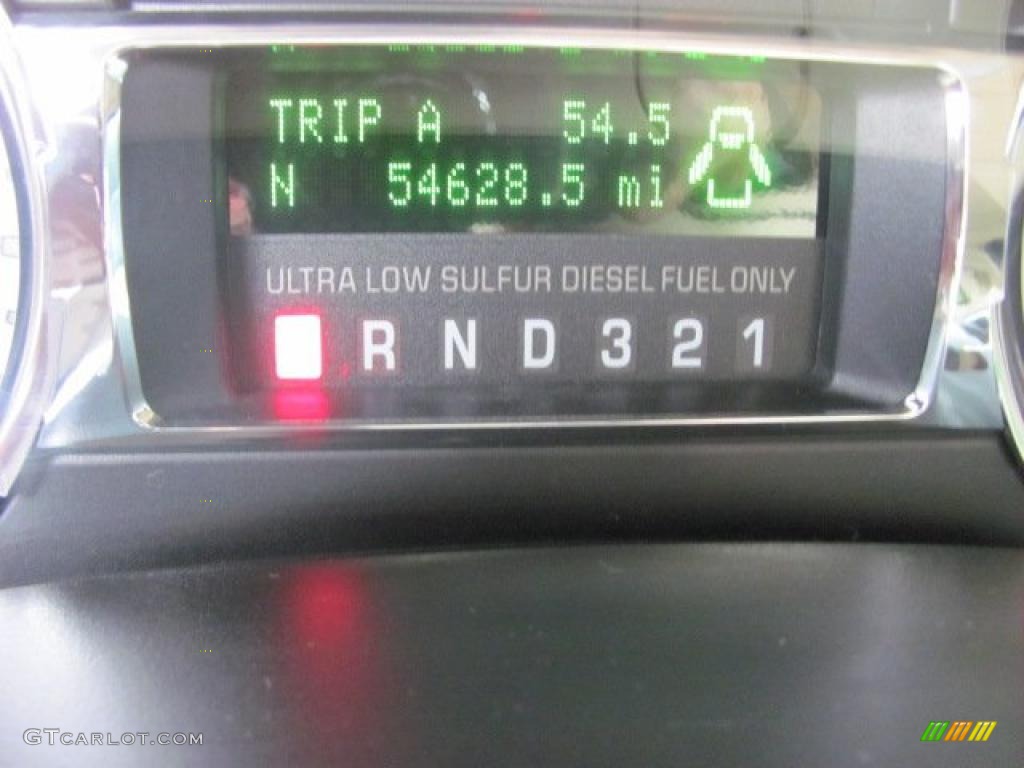 TRIP A 54.5
N 54628.5 mi
ULTRA LOW SULFUR DIESEL FUEL ONLY
R N D 3 2 1
GTCARLOT.COM